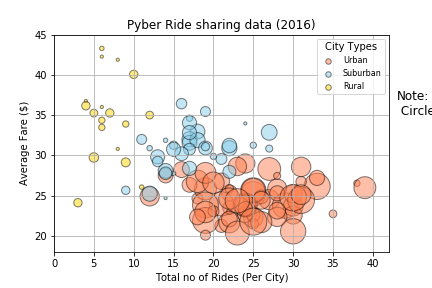 Pyber Ride sharing data (2016)
45
40
35
30
25
20
Average Fare ($)
City Types
Urban
Suburban
Rural
Note:
Circle
0 5 10 15 20 25 30 35 40
Total no of Rides (Per City)